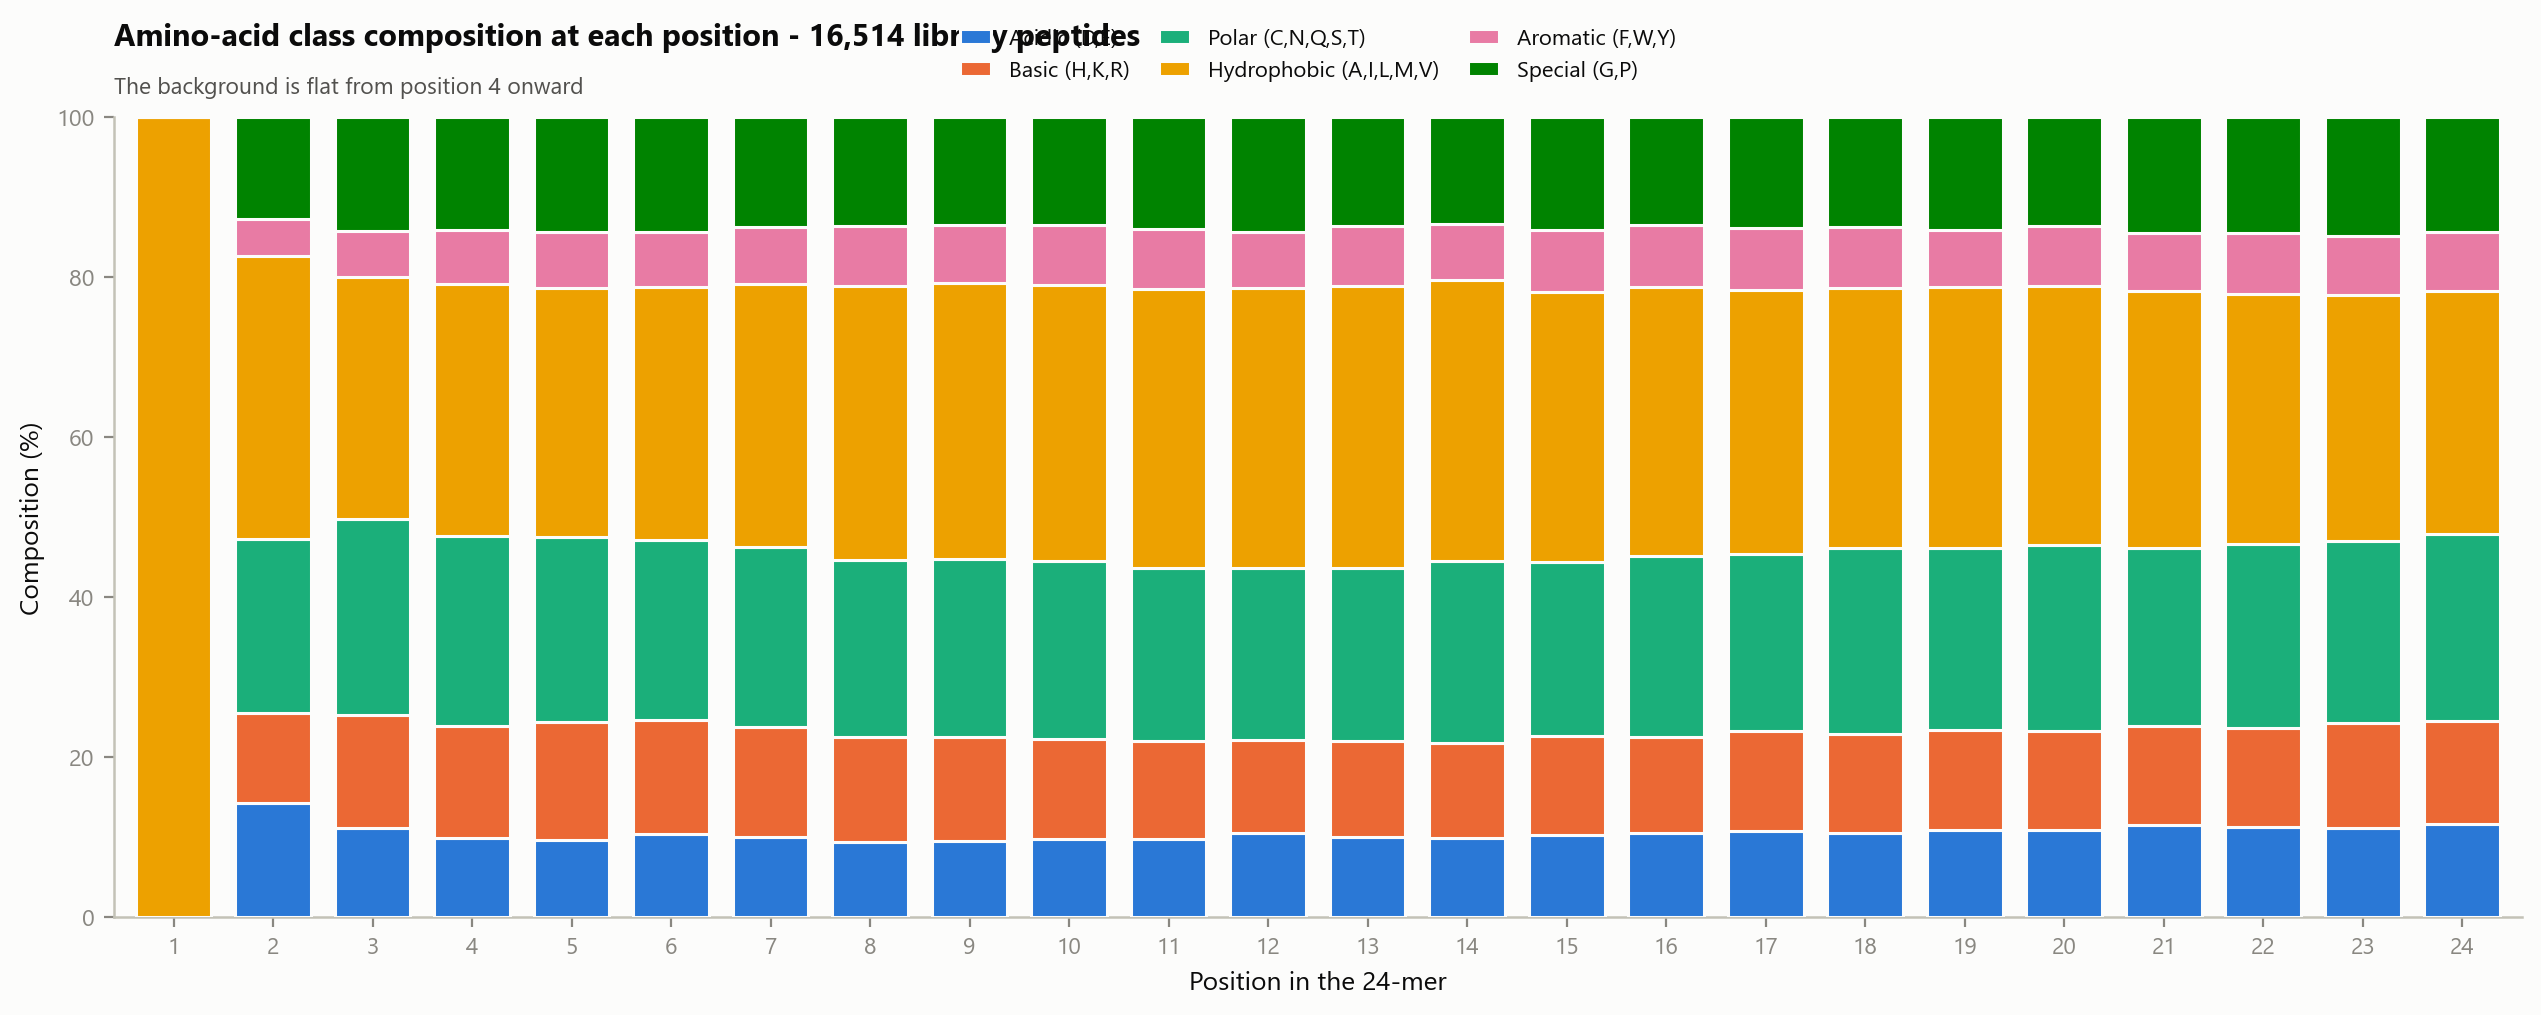 Amino-acid class composition at each position - 16,514 library peptides
The background is flat from position 4 onward
Polar (C,N,Q,S,T)
Aromatic (F,W,Y)
Basic (H,K,R)
Hydrophobic (A,I,L,M,V)
Special (G,P)
Composition (%)
100
80
60
40
20
0
1 2 3 4 5 6 7 8 9 10 11 12 13 14 15 16 17 18 19 20 21 22 23 24
Position in the 24-mer